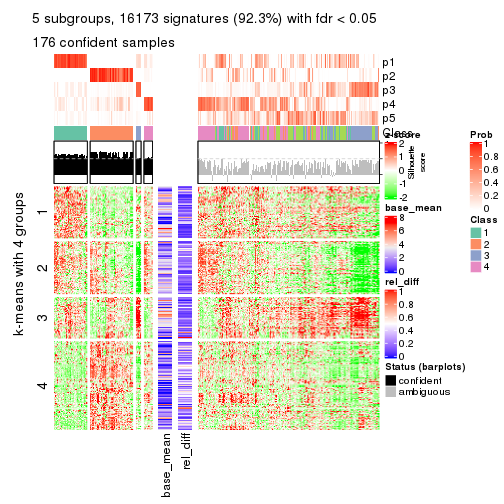 5 subgroups, 16173 signatures (92.3%) with fdr < 0.05
176 confident samples
p1
p2
p3
p4
p5
Class
z-score
2
1
0
-1
-2
Silhouette
score
Prob
1
0.8
0.6
0.4
0.2
0
Class
1
2
3
4
base_mean
8
6
4
2
0
rel_diff
1
0.8
0.6
0.4
0.2
0
Status (barplots)
confident
ambiguous
k-means with 4 groups
1
2
3
4
base_mean
rel_diff